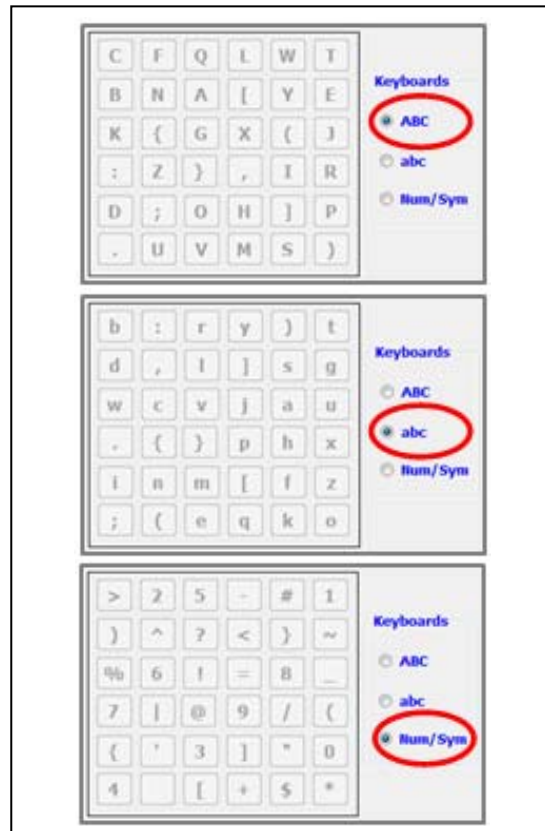 C F Q L W T
B N A [ Y E
K { G X ( J
: Z } , I R
D ; O H ] P
. U V M S )
Keyboards
ABC
abc
Num/Sym
b : r y ) t
d , l ] s g
w c v j a u
. { } p h x
i n m [ f z
; ( e q k o
Keyboards
ABC
abc
Num/Sym
> 2 5 - # 1
) ^ ? < } ~
% 6 ! = 8 _
7 | @ 9 / (
{ ' 3 ] " 0
4 [ + $ *
Keyboards
ABC
abc
Num/Sym